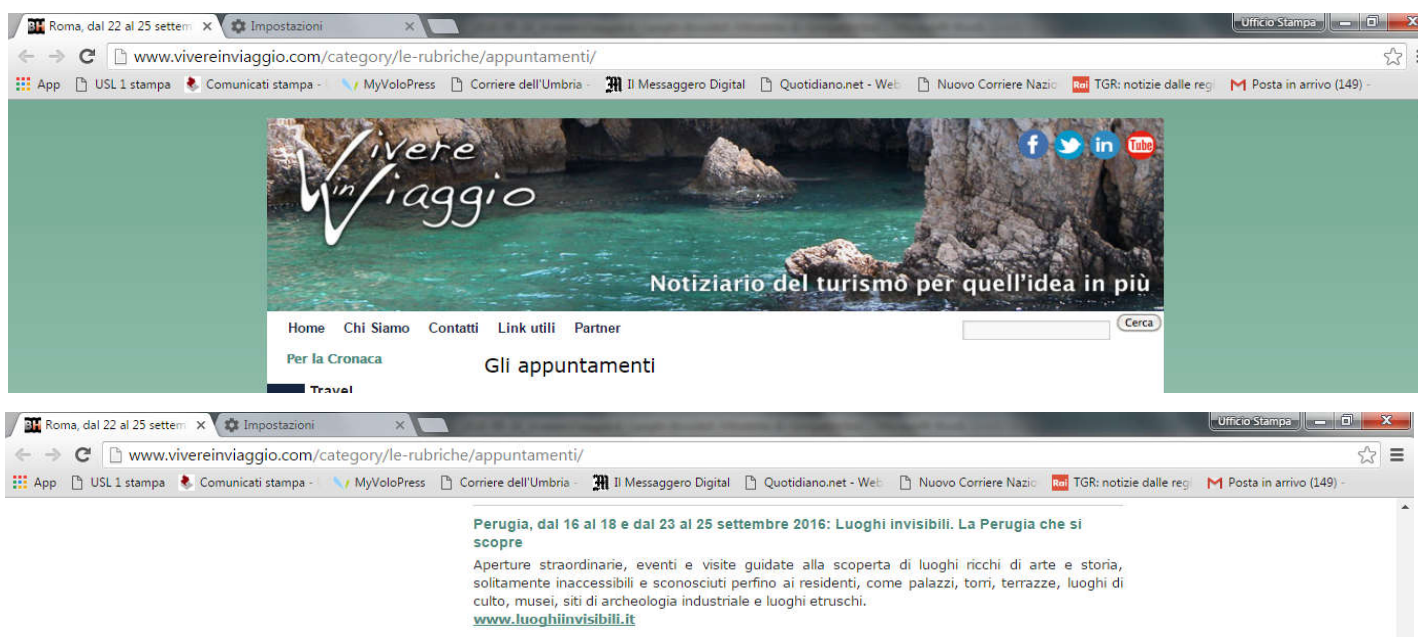 Roma, dal 22 al 25 settem
Impostazioni
Ufficio Stampa
www.vivereinviaggio.com/category/le-rubriche/appuntamenti/
App USL 1 stampa Comunicati stampa - MyVoloPress Corriere dell'Umbria - Il Messaggero Digital Quotidiano.net - Web Nuovo Corriere Nazio Rai TGR: notizie dalle regi Posta in arrivo (149) -
Vivere
in Viaggio
f in Tube
Notiziario del turismo per quell'idea in più
Home Chi Siamo Contatti Link utili Partner Cerca
Per la Cronaca
Gli appuntamenti
Travel
Roma, dal 22 al 25 settem
Impostazioni
Ufficio Stampa
www.vivereinviaggio.com/category/le-rubriche/appuntamenti/
App USL 1 stampa Comunicati stampa - MyVoloPress Corriere dell'Umbria - Il Messaggero Digital Quotidiano.net - Web Nuovo Corriere Nazio Rai TGR: notizie dalle regi Posta in arrivo (149) -
Perugia, dal 16 al 18 e dal 23 al 25 settembre 2016: Luoghi invisibili. La Perugia che si
scopre
Aperture straordinarie, eventi e visite guidate alla scoperta di luoghi ricchi di arte e storia,
solitamente inaccessibili e sconosciuti perfino ai residenti, come palazzi, torri, terrazze, luoghi di
culto, musei, siti di archeologia industriale e luoghi etruschi.
www.luoghiinvisibili.it